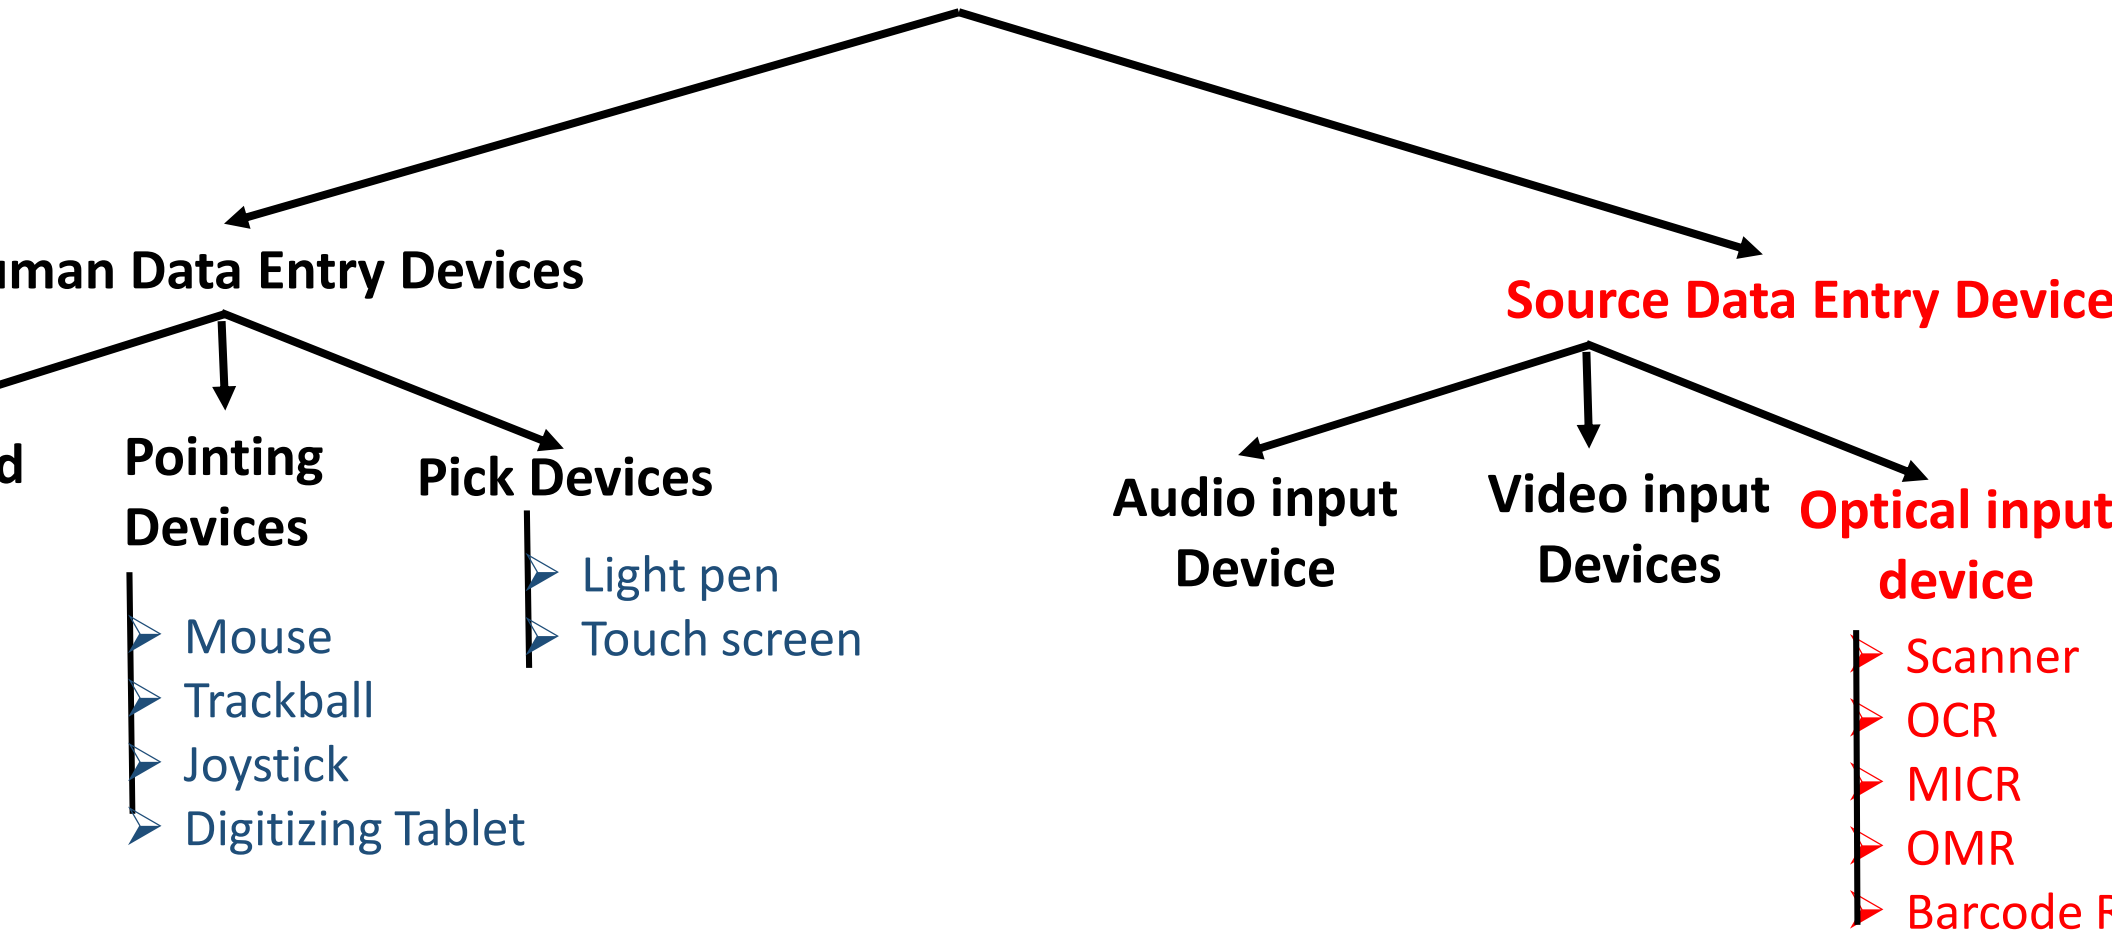 uman Data Entry Devices
Source Data Entry Device
d
Pointing
Devices
Pick Devices
Light pen
Touch screen
Mouse
Trackball
Joystick
Digitizing Tablet
Audio input
Device
Video input
Devices
Optical input
device
Scanner
OCR
MICR
OMR
Barcode R